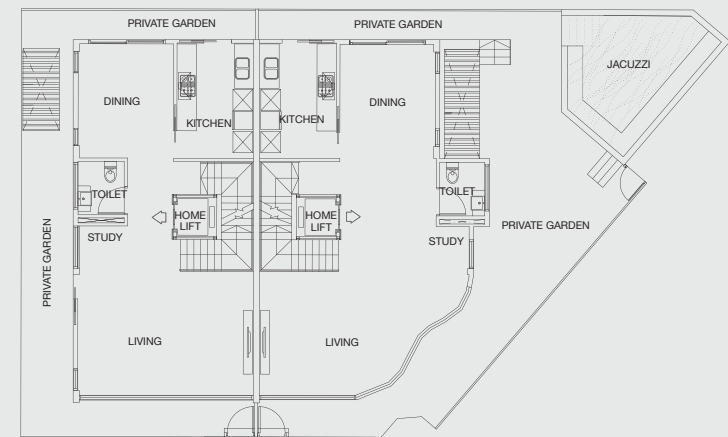 PRIVATE GARDEN
PRIVATE GARDEN
JACUZZI
DINING
DINING
KITCHEN
KITCHEN
TOILET
TOILET
HOME
LIFT
HOME
LIFT
PRIVATE GARDEN
STUDY
STUDY
PRIVATE GARDEN
LIVING
LIVING